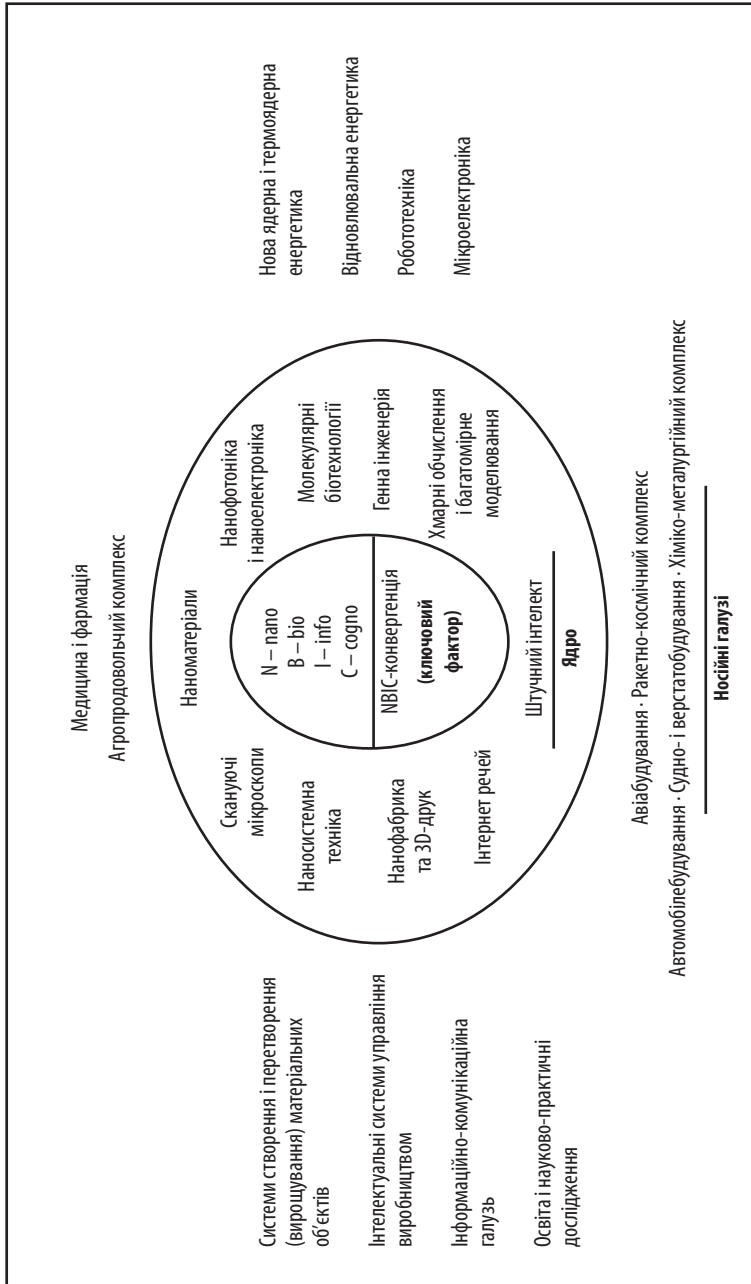 Медицина і фармація
Агропродовольчий комплекс
Системи створення і перетворення
(вирощування) матеріальних
об’єктів
Інтелектуальні системи управління
виробництвом
Інформаційно-комунікаційна
галузь
Освіта і науково-практичні
дослідження
Наноматеріали
Скануючі
мікроскопи
Наносистемна
техніка
Нанофабрика
та 3D-друк
Інтернет речей
N – nano
B – bio
I – info
C – cogno
NBIC-конвергенція
(ключовий
фактор)
Нанофотоніка
і наноелектроніка
Молекулярні
біотехнології
Генна інженерія
Хмарні обчислення
і багатомірне
моделювання
Штучний інтелект
Ядро
Нова ядерна і термоядерна
енергетика
Відновлювальна енергетика
Робототехніка
Мікроелектроніка
Авіабудування · Ракетно-космічний комплекс
Автомобілебудування · Судно- і верстатобудування · Хіміко-металургійний комплекс
Носійні галузі